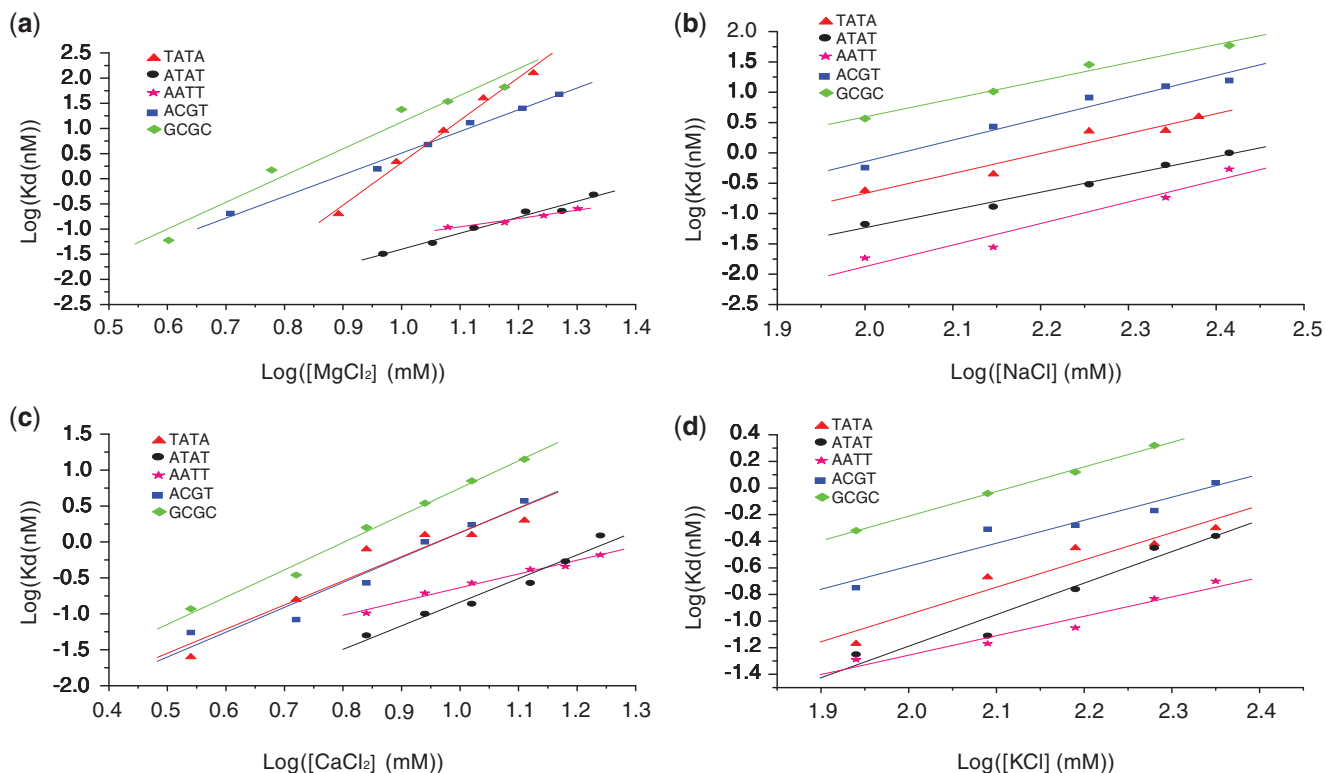 (a)
2.5
2.0
1.5
1.0
0.5
0.0
-0.5
-1.0
-1.5
-2.0
-2.5
Log(Kd(nM))
TATA
ATAT
AATT
ACGT
GCGC
0.5 0.6 0.7 0.8 0.9 1.0 1.1 1.2 1.3 1.4
Log([MgCl₂] (mM))
(b)
2.0
1.5
1.0
0.5
0.0
-0.5
-1.0
-1.5
-2.0
-2.5
Log(Kd(nM))
TATA
ATAT
AATT
ACGT
GCGC
1.9 2.0 2.1 2.2 2.3 2.4 2.5
Log([NaCl] (mM))
(c)
1.5
1.0
0.5
0.0
-0.5
-1.0
-1.5
-2.0
Log(Kd(nM))
TATA
ATAT
AATT
ACGT
GCGC
0.4 0.5 0.6 0.7 0.8 0.9 1.0 1.1 1.2 1.3
Log([CaCl₂] (mM))
(d)
0.4
0.2
0.0
-0.2
-0.4
-0.6
-0.8
-1.2
-1.4
Log(Kd(nM))
TATA
ATAT
AATT
ACGT
GCGC
1.9 2.0 2.1 2.2 2.3 2.4
Log([KCl] (mM))